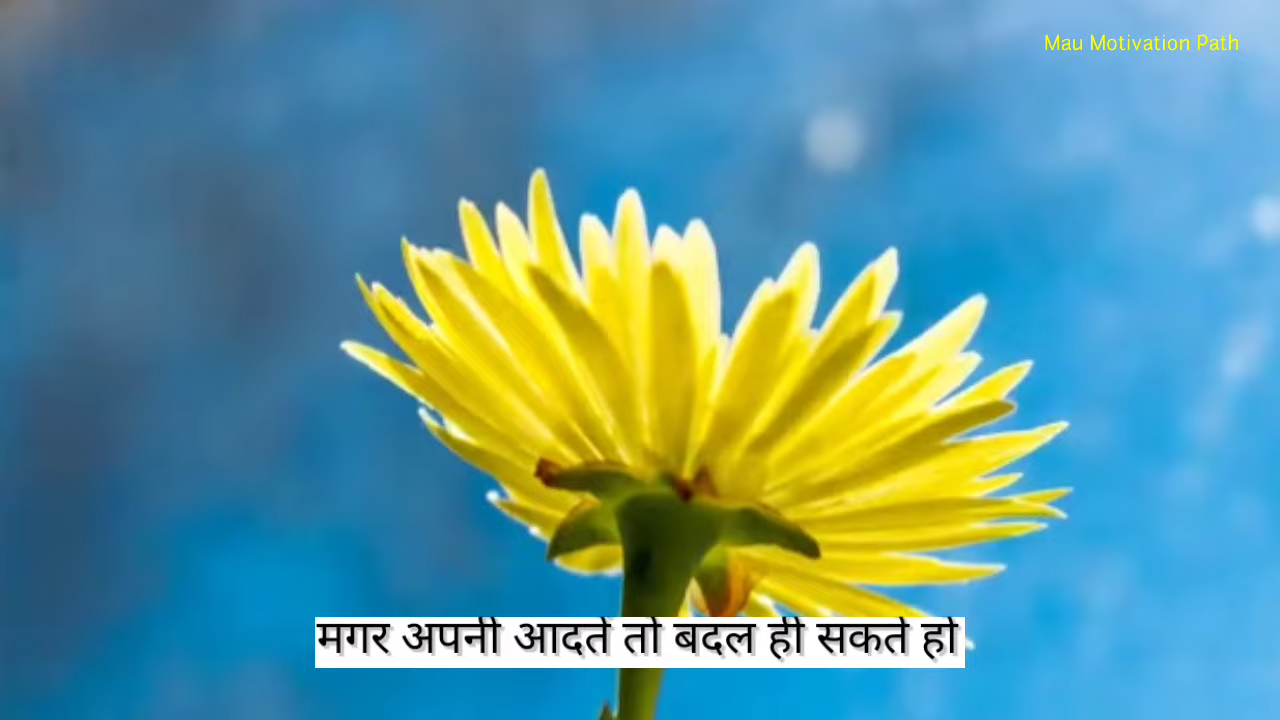 Mau Motivation Path
मगर अपनी आदते तो बदल ही सकते हो